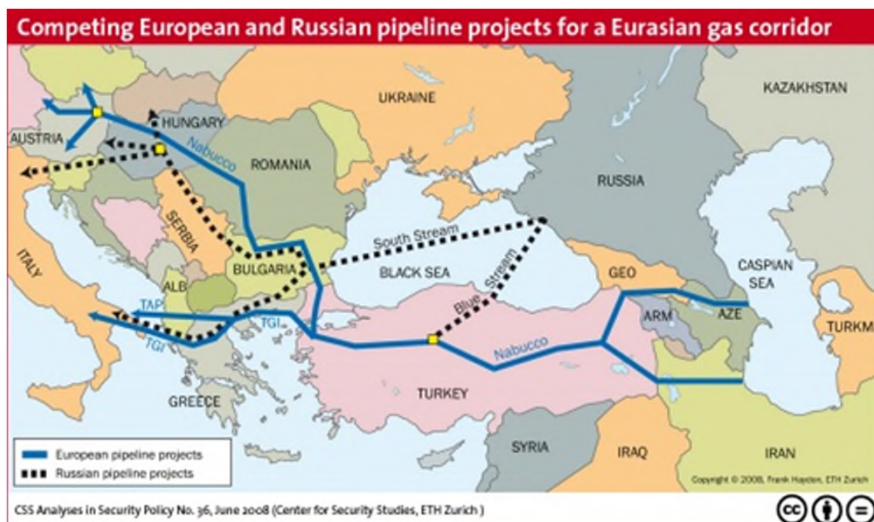 Competing European and Russian pipeline projects for a Eurasian gas corridor
KAZAKHSTAN
UKRAINE
HUNGARY
AUSTRIA
Nabucco
ROMANIA
RUSSIA
SERBIA
South Stream
ITALY
BULGARIA
BLACK SEA
Blue Stream
GEO
CASPIAN
SEA
ALB
TAP
TGI
ARM
AZE
TURKM
TGI
Nabucco
TURKEY
GREECE
SYRIA
IRAQ
IRAN
European pipeline projects
Russian pipeline projects
Copyright © 2008, Frank Haydon, ETH Zurich
CSS Analyses in Security Policy No. 36, June 2008 (Center for Security Studies, ETH Zurich )
cc